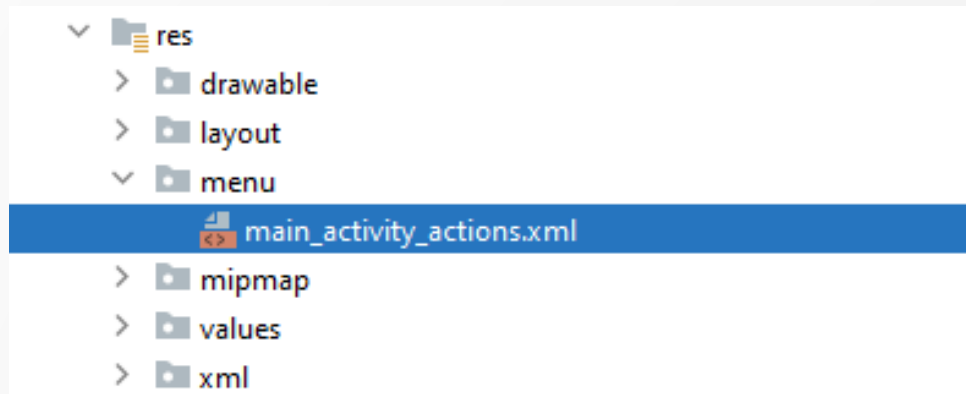 res
drawable
layout
menu
main_activity_actions.xml
mipmap
values
xml